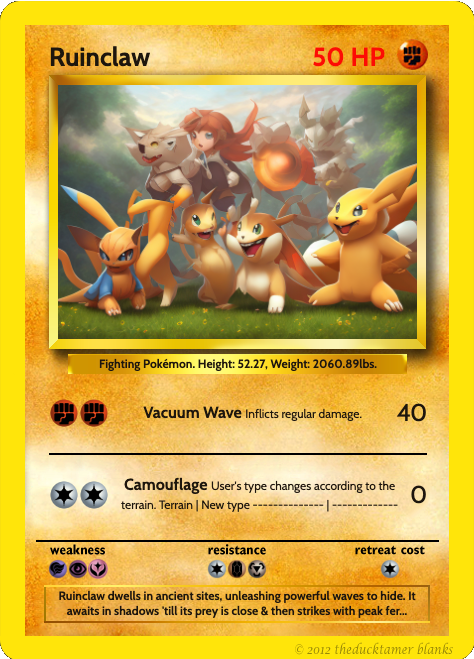 Ruinclaw 50 HP
Fighting Pokémon. Height: 52.27, Weight: 2060.89lbs.
Vacuum Wave Inflicts regular damage. 40
Camouflage User's type changes according to the
terrain. Terrain | New type -------------- | ------------- 0
weakness resistance retreat cost
Ruinclaw dwells in ancient sites, unleashing powerful waves to hide. It
awaits in shadows 'till its prey is close & then strikes with peak fer...
© 2012 theducktamer blanks